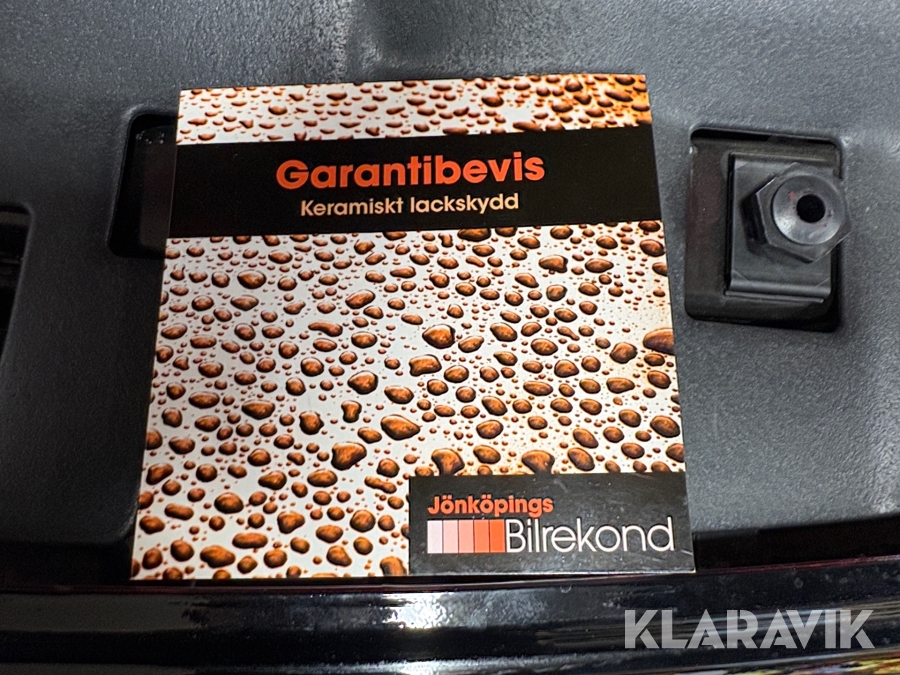 Garantibevis
Keramiskt lackskydd
Jönköpings
Bilrekond
KLARAVIK